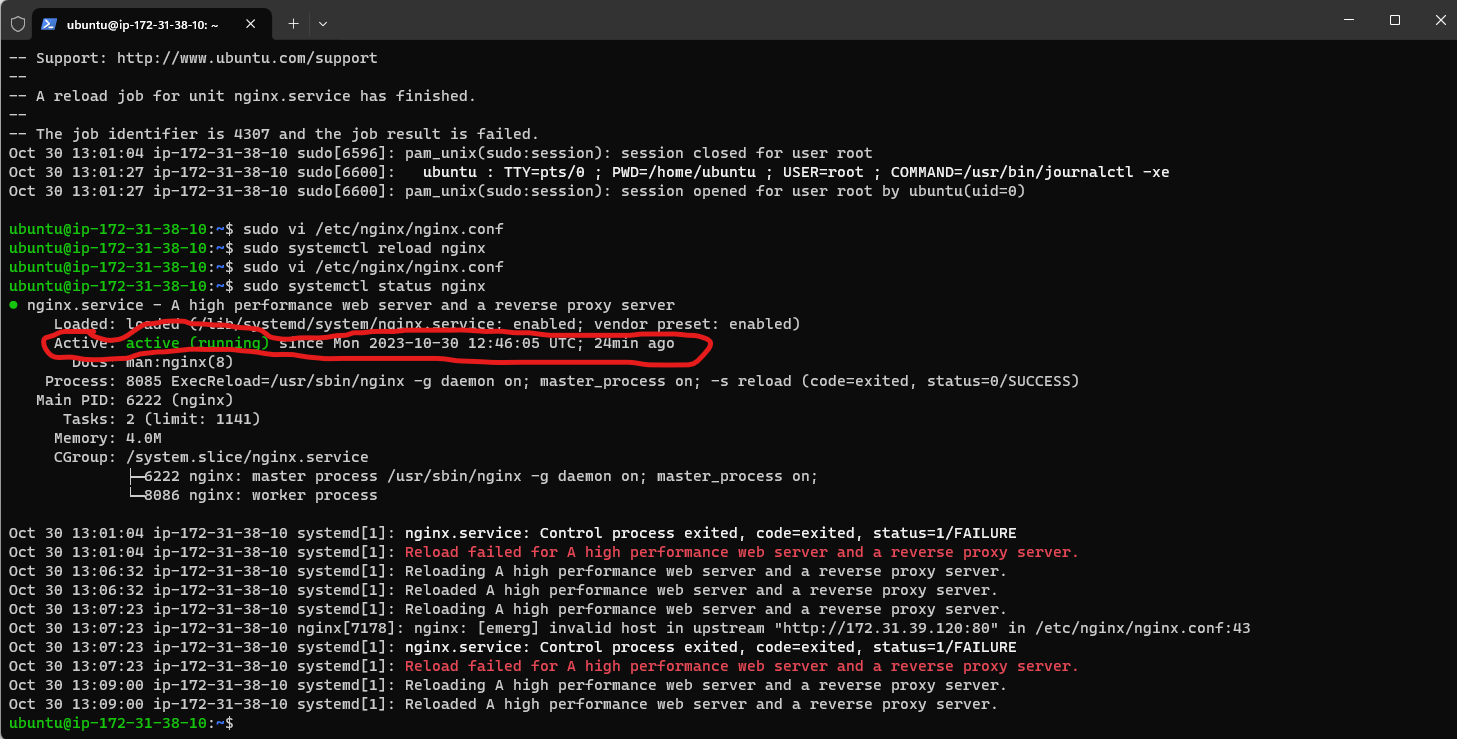 ubuntu@ip-172-31-38-10: ~
-- Support: http://www.ubuntu.com/support
--
-- A reload job for unit nginx.service has finished.
--
-- The job identifier is 4307 and the job result is failed.
Oct 30 13:01:04 ip-172-31-38-10 sudo[6596]: pam_unix(sudo:session): session closed for user root
Oct 30 13:01:27 ip-172-31-38-10 sudo[6600]:   ubuntu : TTY=pts/0 ; PWD=/home/ubuntu ; USER=root ; COMMAND=/usr/bin/journalctl -xe
Oct 30 13:01:27 ip-172-31-38-10 sudo[6600]: pam_unix(sudo:session): session opened for user root by ubuntu(uid=0)
ubuntu@ip-172-31-38-10:~$ sudo vi /etc/nginx/nginx.conf
ubuntu@ip-172-31-38-10:~$ sudo systemctl reload nginx
ubuntu@ip-172-31-38-10:~$ sudo vi /etc/nginx/nginx.conf
ubuntu@ip-172-31-38-10:~$ sudo systemctl status nginx
● nginx.service - A high performance web server and a reverse proxy server
     Loaded: loaded (/lib/systemd/system/nginx.service; enabled; vendor preset: enabled)
     Active: active (running) since Mon 2023-10-30 12:46:05 UTC; 24min ago
       Docs: man:nginx(8)
    Process: 8085 ExecReload=/usr/sbin/nginx -g daemon on; master_process on; -s reload (code=exited, status=0/SUCCESS)
   Main PID: 6222 (nginx)
      Tasks: 2 (limit: 1141)
     Memory: 4.0M
     CGroup: /system.slice/nginx.service
             ├─6222 nginx: master process /usr/sbin/nginx -g daemon on; master_process on;
             └─8086 nginx: worker process
Oct 30 13:01:04 ip-172-31-38-10 systemd[1]: nginx.service: Control process exited, code=exited, status=1/FAILURE
Oct 30 13:01:04 ip-172-31-38-10 systemd[1]: Reload failed for A high performance web server and a reverse proxy server.
Oct 30 13:06:32 ip-172-31-38-10 systemd[1]: Reloading A high performance web server and a reverse proxy server.
Oct 30 13:06:32 ip-172-31-38-10 systemd[1]: Reloaded A high performance web server and a reverse proxy server.
Oct 30 13:07:23 ip-172-31-38-10 systemd[1]: Reloading A high performance web server and a reverse proxy server.
Oct 30 13:07:23 ip-172-31-38-10 nginx[7178]: nginx: [emerg] invalid host in upstream "http://172.31.39.120:80" in /etc/nginx/nginx.conf:43
Oct 30 13:07:23 ip-172-31-38-10 systemd[1]: nginx.service: Control process exited, code=exited, status=1/FAILURE
Oct 30 13:07:23 ip-172-31-38-10 systemd[1]: Reload failed for A high performance web server and a reverse proxy server.
Oct 30 13:09:00 ip-172-31-38-10 systemd[1]: Reloading A high performance web server and a reverse proxy server.
Oct 30 13:09:00 ip-172-31-38-10 systemd[1]: Reloaded A high performance web server and a reverse proxy server.
ubuntu@ip-172-31-38-10:~$